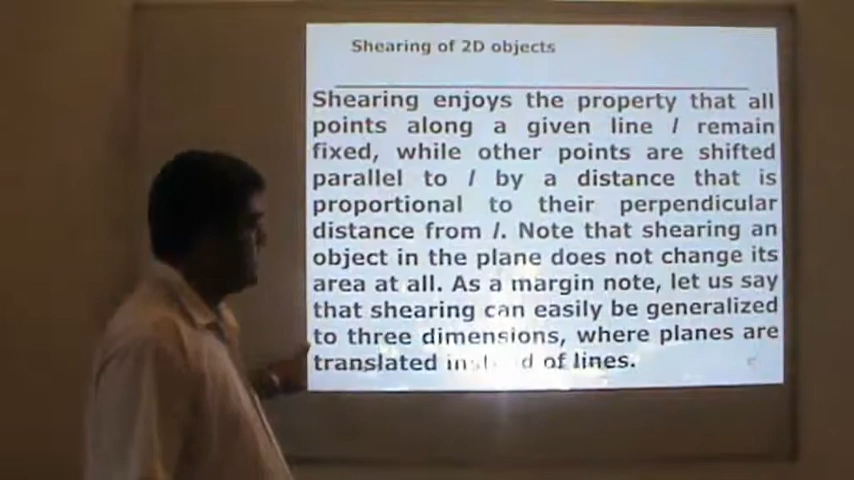 Shearing of 2D objects
Shearing enjoys the property that all
points along a given line l remain
fixed, while other points are shifted
parallel to l by a distance that is
proportional to their perpendicular
distance from l. Note that shearing an
object in the plane does not change its
area at all. As a margin note, let us say
that shearing can easily be generalized
to three dimensions, where planes are
translated instead of lines.